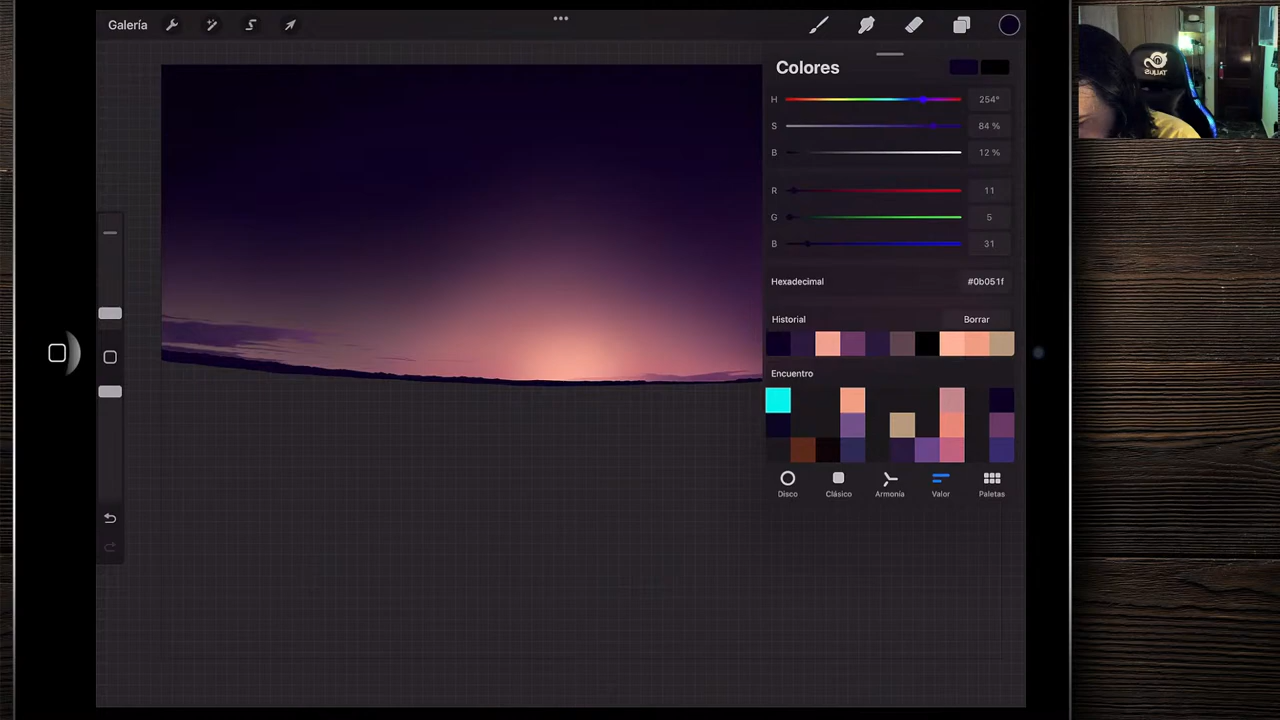 Galería
Colores
H 254°
S 84 %
B 12 %
R 11
G 5
B 31
Hexadecimal #0b051f
Historial Borrar
Encuentro
Disco Clásico Armonía Valor Paletas